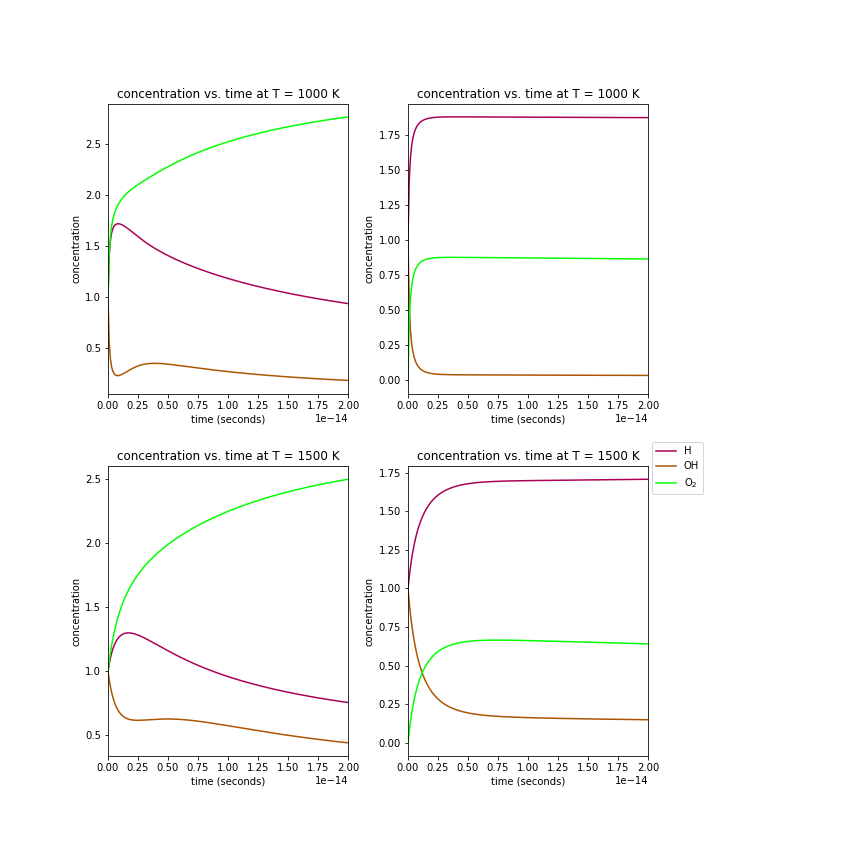 concentration vs. time at T = 1000 K
concentration
2.5
2.0
1.5
1.0
0.5
0.00 0.25 0.50 0.75 1.00 1.25 1.50 1.75 2.00
1e−14
time (seconds)
concentration vs. time at T = 1000 K
concentration
1.75
1.50
1.25
1.00
0.75
0.50
0.25
0.00
0.00 0.25 0.50 0.75 1.00 1.25 1.50 1.75 2.00
1e−14
time (seconds)
concentration vs. time at T = 1500 K
concentration
2.5
2.0
1.5
1.0
0.5
0.00 0.25 0.50 0.75 1.00 1.25 1.50 1.75 2.00
1e−14
time (seconds)
concentration vs. time at T = 1500 K
concentration
1.75
1.50
1.25
1.00
0.75
0.50
0.25
0.00
0.00 0.25 0.50 0.75 1.00 1.25 1.50 1.75 2.00
1e−14
time (seconds)
H
OH
O₂